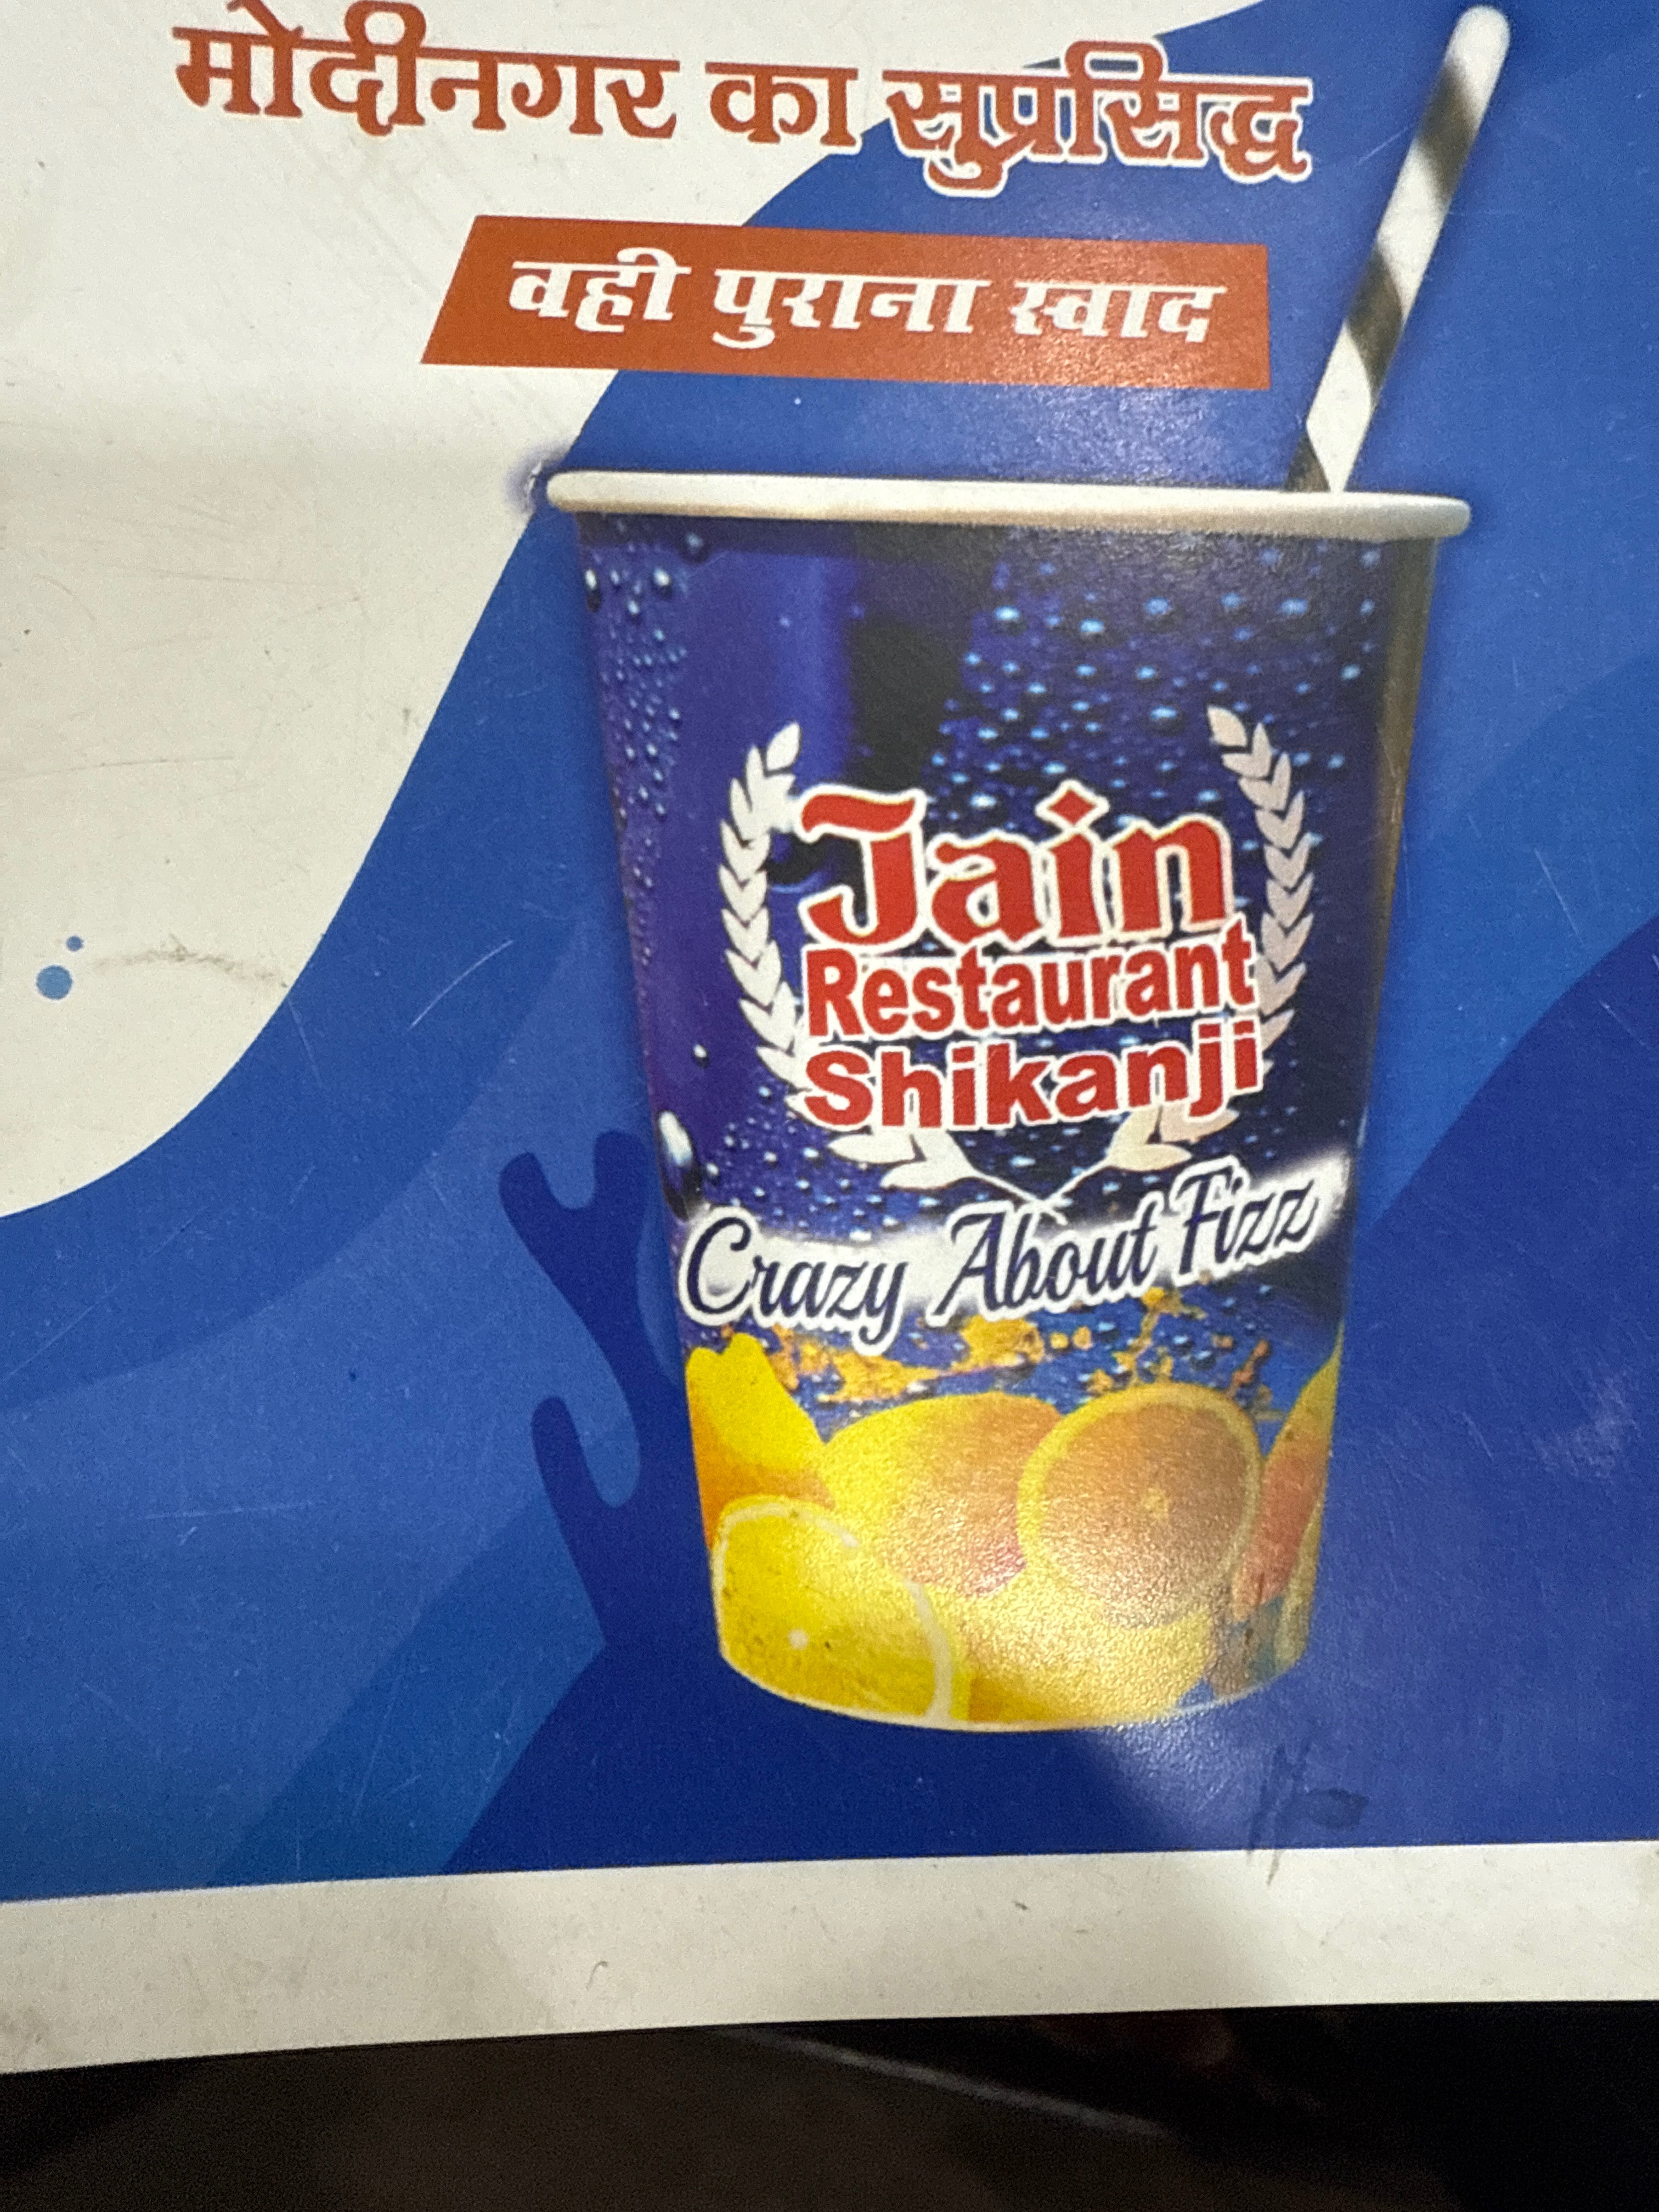 मोदीनगर का सुप्रसिद्ध
वही पुराना स्वाद
Jain
Restaurant
Shikanji
Crazy About Fizz